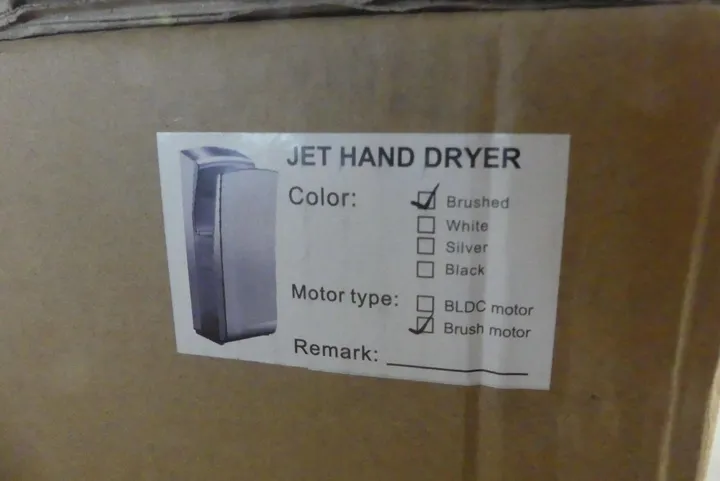 JET HAND DRYER
Color: Brushed
White
Silver
Black
Motor type: BLDC motor
Brush motor
Remark: